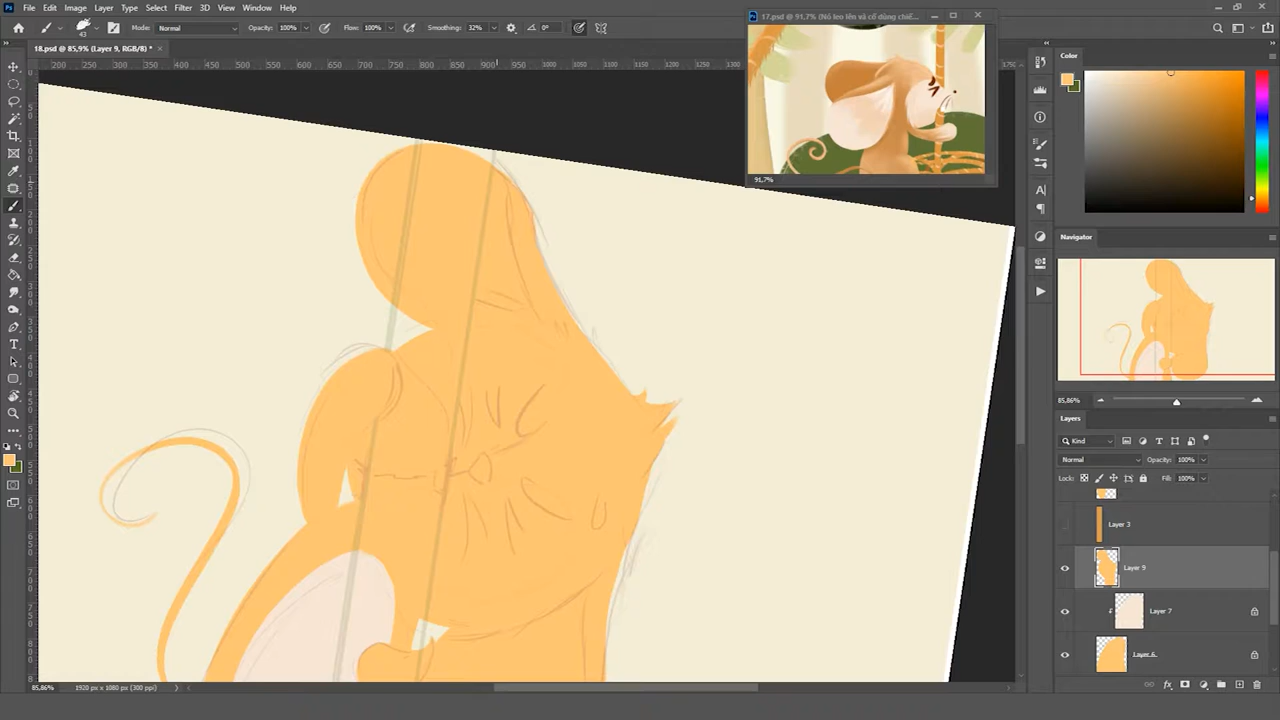 File Edit Image Layer Type Select Filter 3D View Window Help
43 Mode: Normal Opacity: 100% Flow: 100% Smoothing: 32% 0°
18.psd @ 85,9% (Layer 9, RGB/8) *
17.psd @ 91,7% (Nó leo lên và cố dùng chiế...
91,7%
200 250 300 350 400 450 500 550 600 650 700 750 800 850 900 950 1000 1050 1100 1150 1200 1250 1300
Color
Navigator
85,86%
Layers
Kind
Normal Opacity: 100%
Lock: Fill: 100%
Layer 3
Layer 9
Layer 7
Layer 6
85,86% 1920 px x 1080 px (300 ppi)